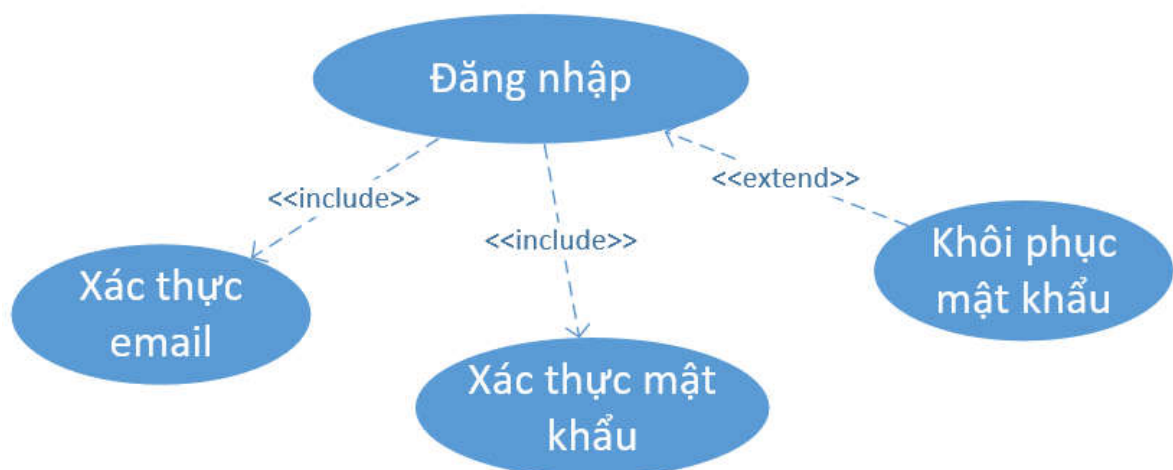 Đăng nhập
<<include>>
<<include>>
<<extend>>
Xác thực
email
Xác thực mật
khẩu
Khôi phục
mật khẩu